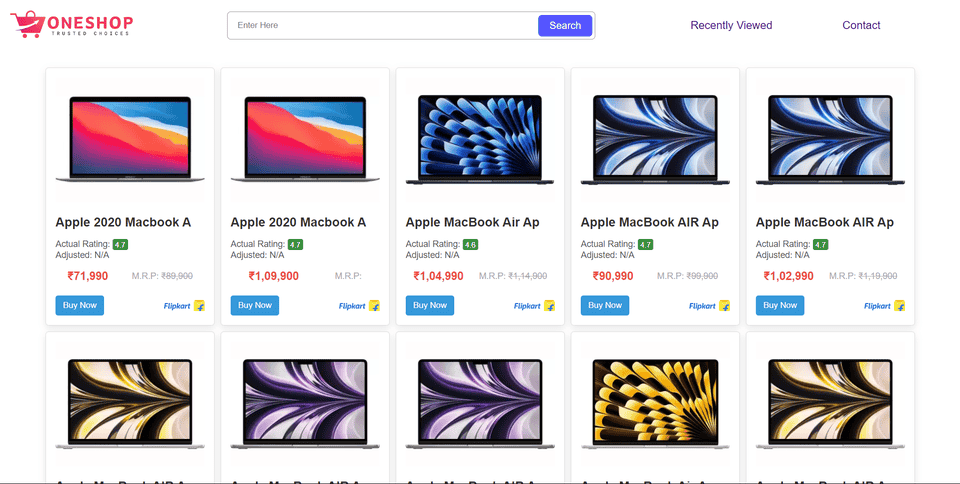 ONESHOP
TRUSTED CHOICES
Enter Here
Search
Recently Viewed
Contact
Apple 2020 Macbook A
Actual Rating: 4.7
Adjusted: N/A
₹71,990 M.R.P: ₹89,900
Buy Now
Flipkart
Apple 2020 Macbook A
Actual Rating: 4.7
Adjusted: N/A
₹1,09,900 M.R.P:
Buy Now
Flipkart
Apple MacBook Air Ap
Actual Rating: 4.6
Adjusted: N/A
₹1,04,990 M.R.P: ₹1,14,900
Buy Now
Flipkart
Apple MacBook AIR Ap
Actual Rating: 4.7
Adjusted: N/A
₹90,990 M.R.P: ₹99,900
Buy Now
Flipkart
Apple MacBook AIR Ap
Actual Rating: 4.7
Adjusted: N/A
₹1,02,990 M.R.P: ₹1,19,900
Buy Now
Flipkart